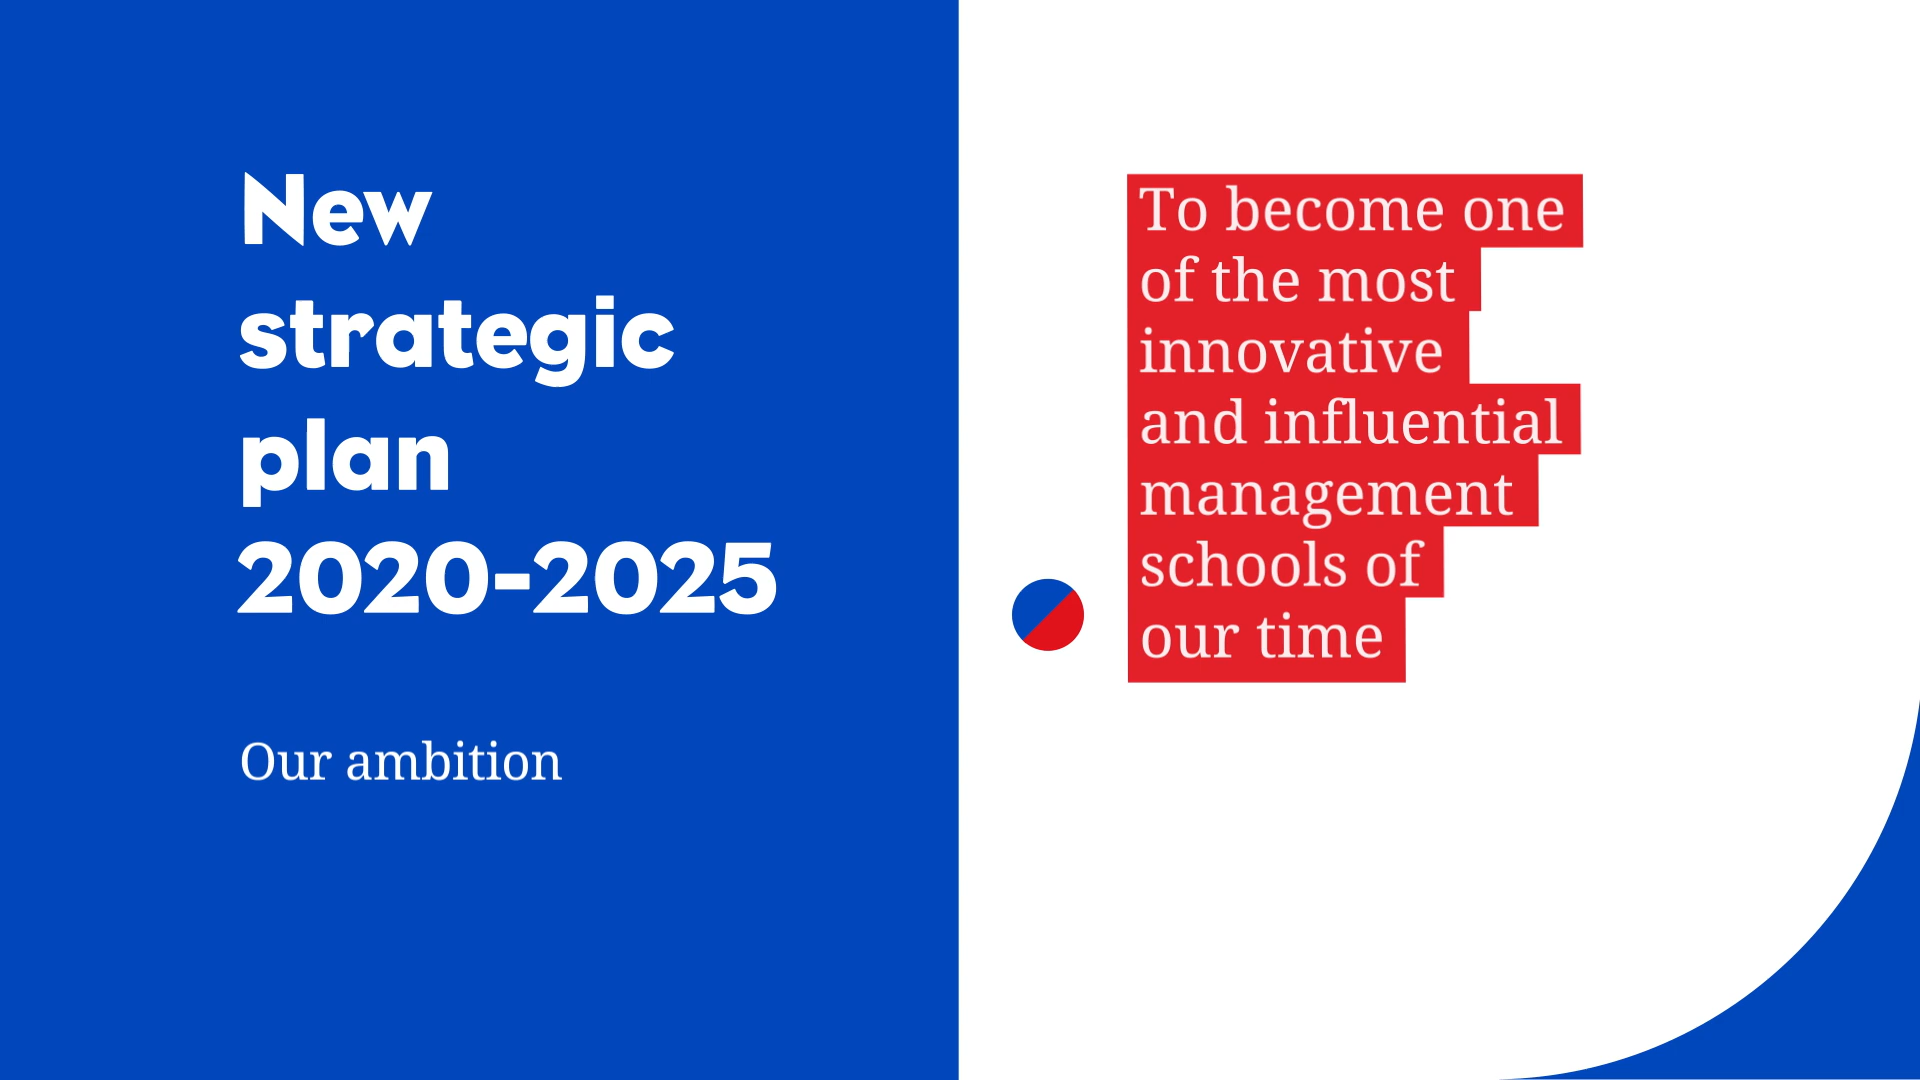 New
strategic
plan
2020-2025
Our ambition
To become one
of the most
innovative
and influential
management
schools of
our time